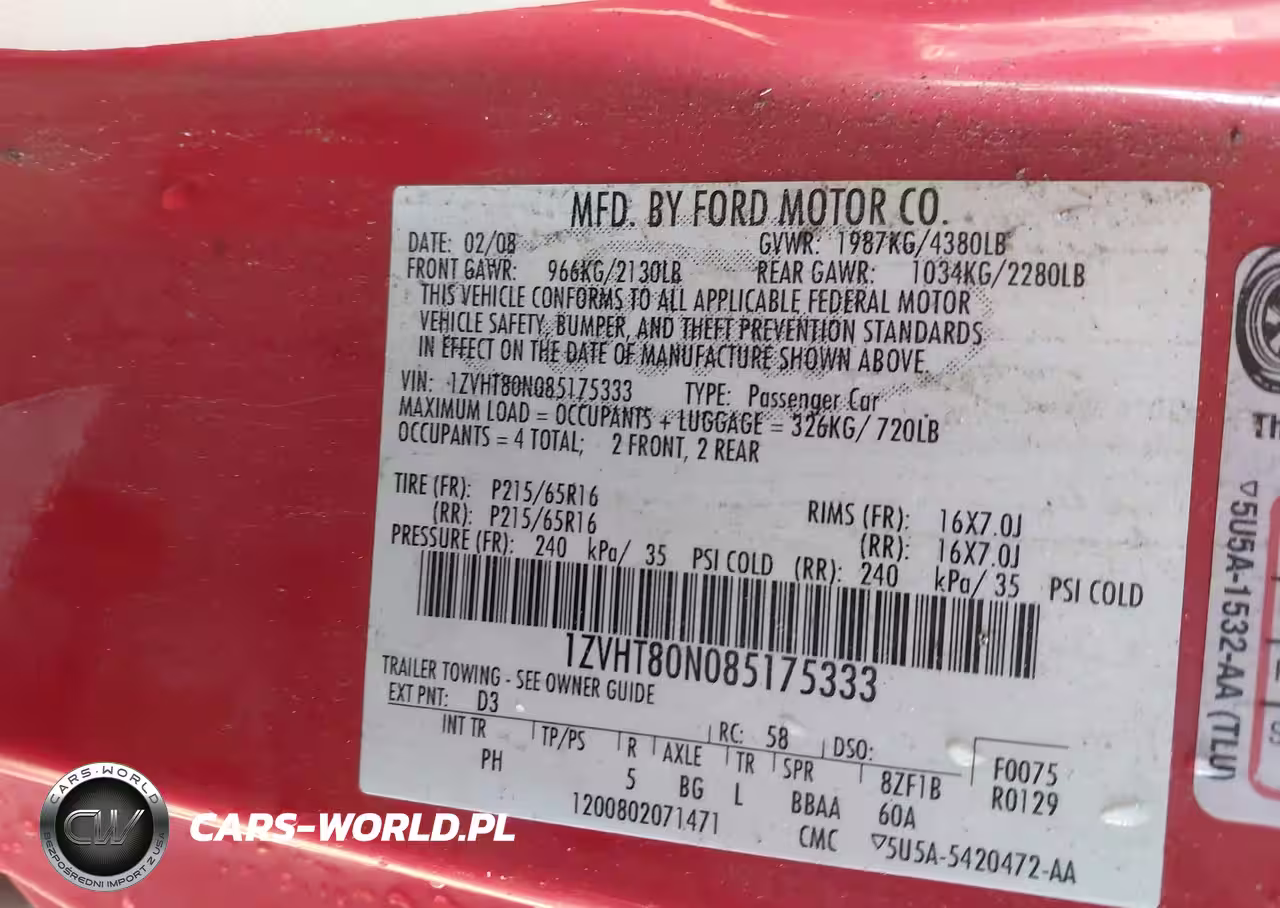 MFD. BY FORD MOTOR CO.
DATE: 02/08 GVWR: 1987KG/4380LB
FRONT GAWR: 966KG/2130LB REAR GAWR: 1034KG/2280LB
THIS VEHICLE CONFORMS TO ALL APPLICABLE FEDERAL MOTOR
VEHICLE SAFETY, BUMPER, AND THEFT PREVENTION STANDARDS
IN EFFECT ON THE DATE OF MANUFACTURE SHOWN ABOVE.
VIN: 1ZVHT80N085175333 TYPE: Passenger Car
MAXIMUM LOAD = OCCUPANTS + LUGGAGE = 326KG/ 720LB
OCCUPANTS = 4 TOTAL; 2 FRONT, 2 REAR
TIRE (FR): P215/65R16 RIMS (FR): 16X7.0J
(RR): P215/65R16 (RR): 16X7.0J
PRESSURE (FR): 240 kPa/ 35 PSI COLD (RR): 240 kPa/ 35 PSI COLD
1ZVHT80N085175333
TRAILER TOWING - SEE OWNER GUIDE
EXT PNT: D3 RC: 58 DSO:
INT TR TP/PS R AXLE TR SPR 8ZF1B F0075
PH 5 BG L BBAA 60A R0129
1200802071471 CMC ▽5U5A-5420472-AA
▽5U5A-1532-AA (TLU)
TH
CARS-WORLD
CW
BEZPOŚREDNI IMPORT Z USA
CARS-WORLD.PL